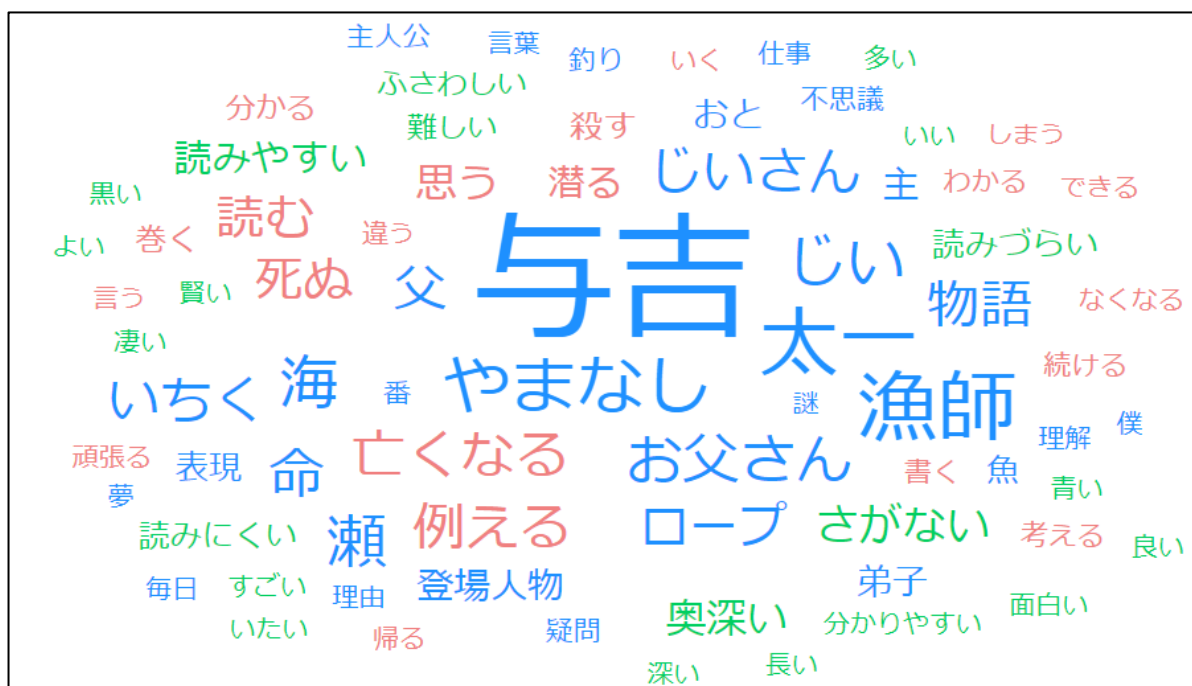 主人公 言葉 釣り いく 仕事 多い
ふさわしい 不思議
分かる 難しい 殺す おと いい しまう
読みやすい じいさん
黒い 読む 思う 潜る 主 わかる できる
よい 巻く 違う 与吉 じい 読みづらい
言う 賢い 死ぬ 父 物語 なくなる
凄い 太一 続ける
いちく 海 番 やまなし 謎 漁師 僕
頑張る 表現 命 亡くなる お父さん 書く 魚 理解
夢 青い
読みにくい 瀬 例える ロープ さがない 考える 良い
毎日 すごい 理由 登場人物 弟子
いたい 帰る 疑問 奥深い 分かりやすい 面白い
深い 長い